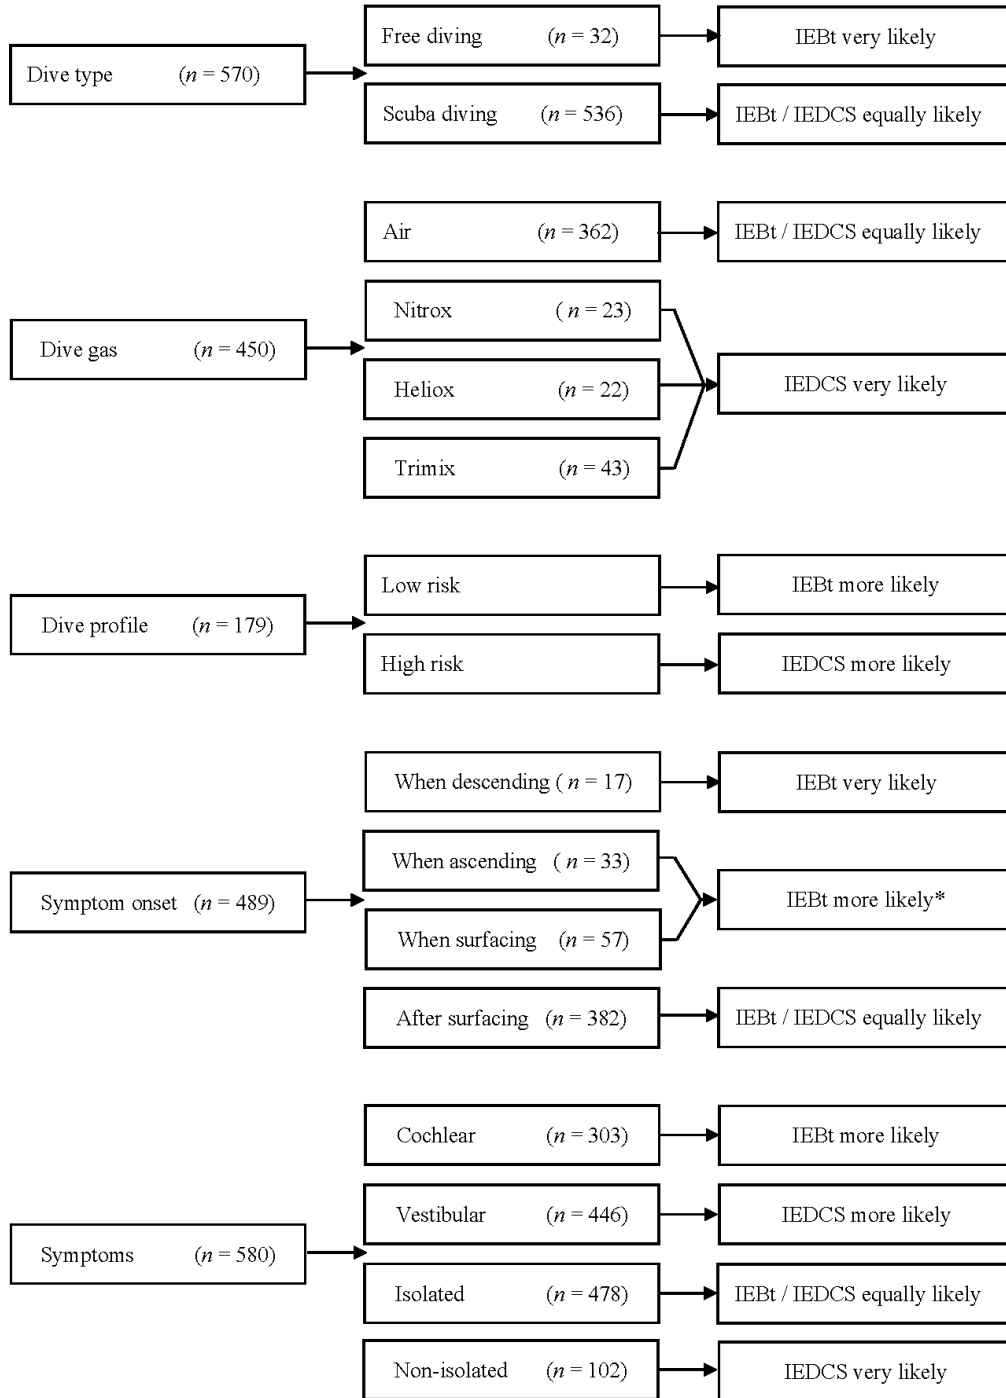 Free diving (n = 32) IEBt very likely
Dive type (n = 570)
Scuba diving (n = 536) IEBt / IEDCS equally likely
Air (n = 362) IEBt / IEDCS equally likely
Nitrox ( n = 23)
Dive gas (n = 450)
Heliox (n = 22) IEDCS very likely
Trimix (n = 43)
Low risk IEBt more likely
Dive profile (n = 179)
High risk IEDCS more likely
When descending ( n = 17) IEBt very likely
When ascending ( n = 33)
Symptom onset (n = 489) IEBt more likely*
When surfacing (n = 57)
After surfacing (n = 382) IEBt / IEDCS equally likely
Cochlear (n = 303) IEBt more likely
Vestibular (n = 446) IEDCS more likely
Symptoms (n = 580)
Isolated (n = 478) IEBt / IEDCS equally likely
Non-isolated (n = 102) IEDCS very likely